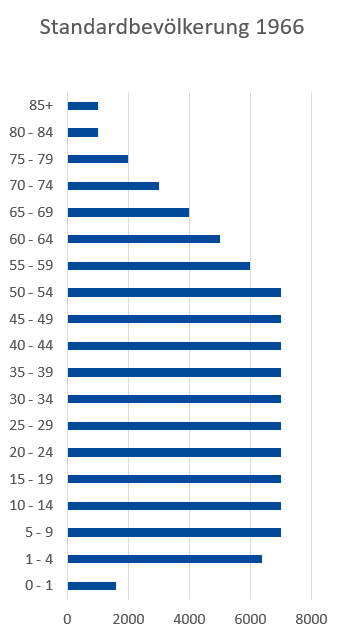 Standardbevölkerung 1966
85+
80 - 84
75 - 79
70 - 74
65 - 69
60 - 64
55 - 59
50 - 54
45 - 49
40 - 44
35 - 39
30 - 34
25 - 29
20 - 24
15 - 19
10 - 14
5 - 9
1 - 4
0 - 1
0 2000 4000 6000 8000